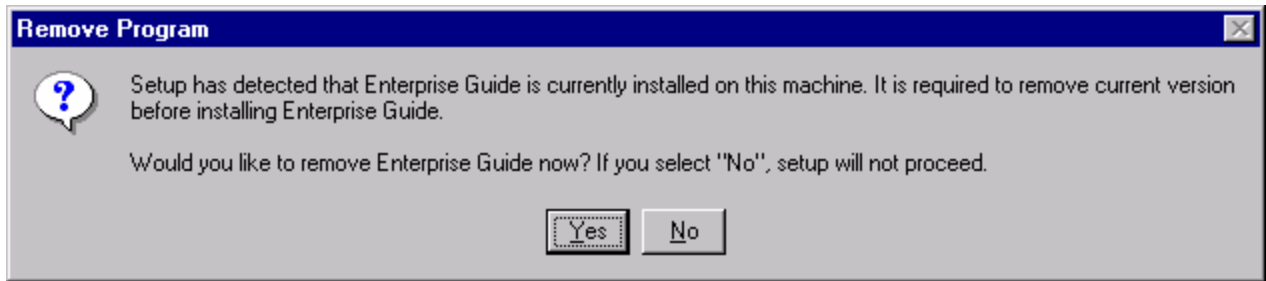 Remove Program
Setup has detected that Enterprise Guide is currently installed on this machine. It is required to remove current version
before installing Enterprise Guide.
Would you like to remove Enterprise Guide now? If you select "No", setup will not proceed.
Yes No